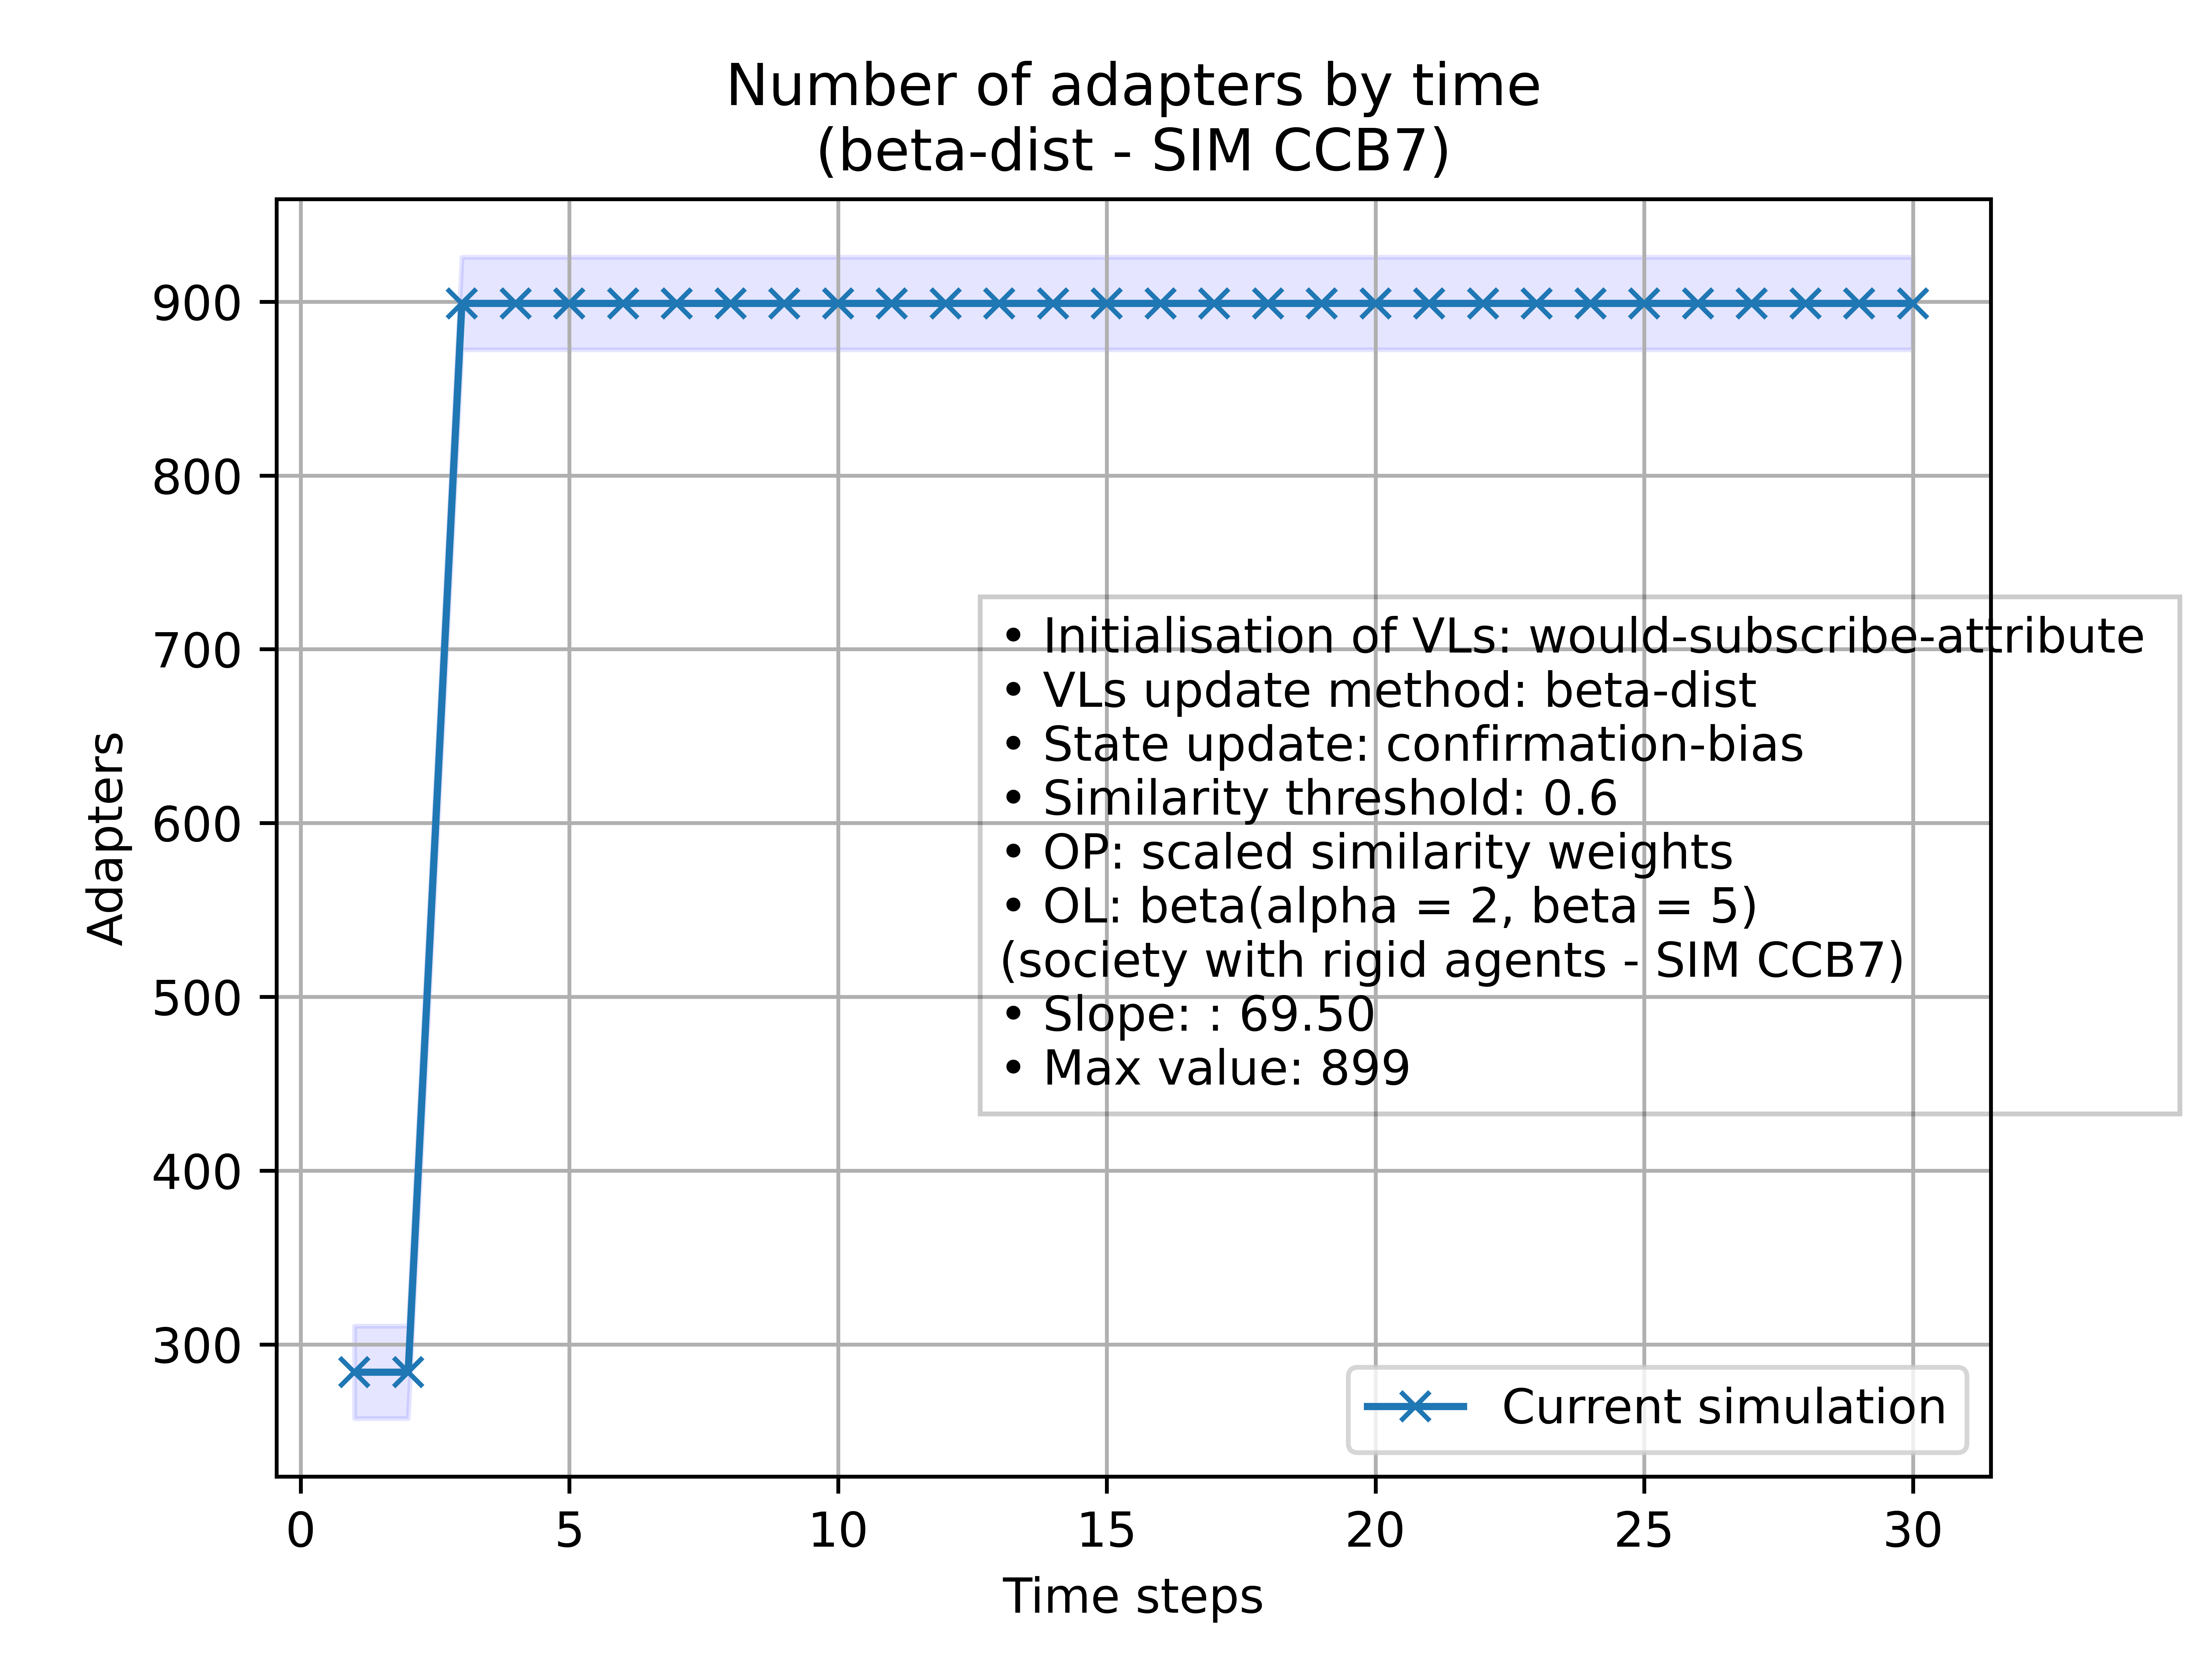 Number of adapters by time
(beta-dist - SIM CCB7)
900
800
700
600
500
400
300
Adapters
• Initialisation of VLs: would-subscribe-attribute
• VLs update method: beta-dist
• State update: confirmation-bias
• Similarity threshold: 0.6
• OP: scaled similarity weights
• OL: beta(alpha = 2, beta = 5)
(society with rigid agents - SIM CCB7)
• Slope: : 69.50
• Max value: 899
Current simulation
0 5 10 15 20 25 30
Time steps